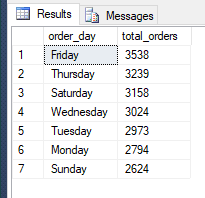 Results Messages
order_day total_orders
1 Friday 3538
2 Thursday 3239
3 Saturday 3158
4 Wednesday 3024
5 Tuesday 2973
6 Monday 2794
7 Sunday 2624